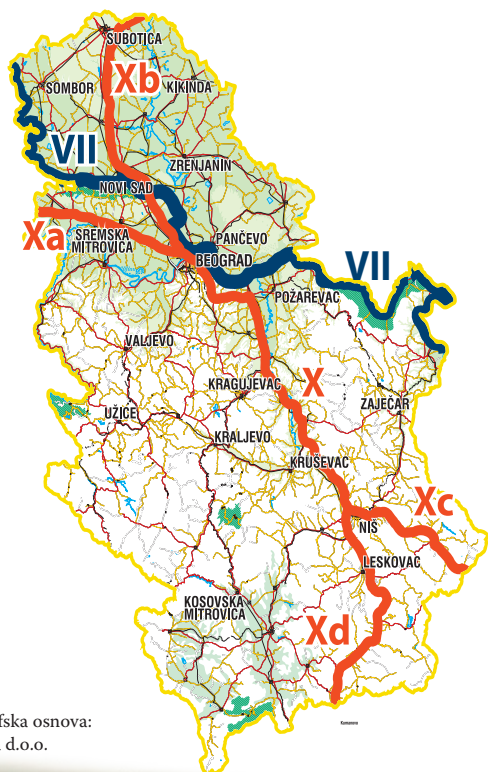 SUBOTICA
Xb
SOMBOR
KIKINDA
VII
ZRENJANIN
NOVI SAD
Xa
SREMSKA
MITROVICA
PANČEVO
BEOGRAD
VII
POŽAREVAC
VALJEVO
KRAGUJEVAC
X
ZAJEČAR
UŽICE
KRALJEVO
KRUŠEVAC
Xc
NIŠ
LESKOVAC
KOSOVSKA
MITROVICA
Xd
Kumanovo
fska osnova:
d.o.o.